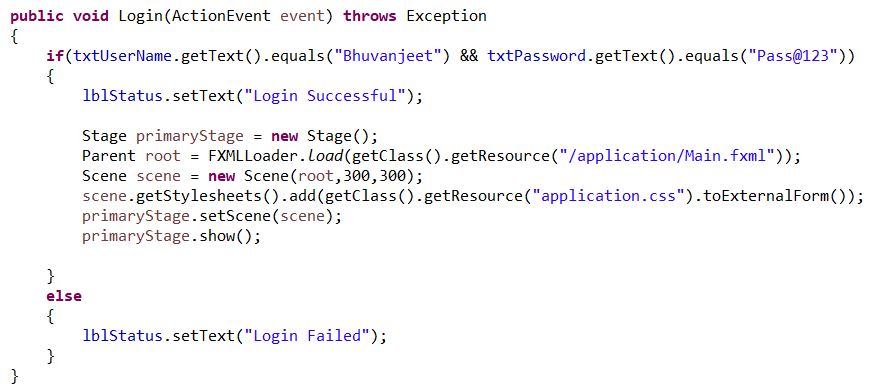 public void Login(ActionEvent event) throws Exception
{
    if(txtUserName.getText().equals("Bhuvanjeet") && txtPassword.getText().equals("Pass@123"))
    {
        lblStatus.setText("Login Successful");

        Stage primaryStage = new Stage();
        Parent root = FXMLLoader.load(getClass().getResource("/application/Main.fxml"));
        Scene scene = new Scene(root,300,300);
        scene.getStylesheets().add(getClass().getResource("application.css").toExternalForm());
        primaryStage.setScene(scene);
        primaryStage.show();

    }
    else
    {
        lblStatus.setText("Login Failed");
    }
}